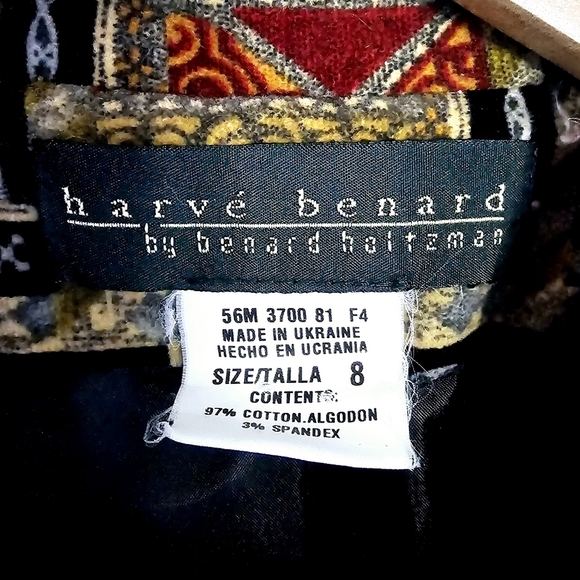 harvé benard
by benard holtzman
56M 3700 81 F4
MADE IN UKRAINE
HECHO EN UCRANIA
SIZE/TALLA 8
CONTENTS:
97% COTTON.ALGODON
3% SPANDEX